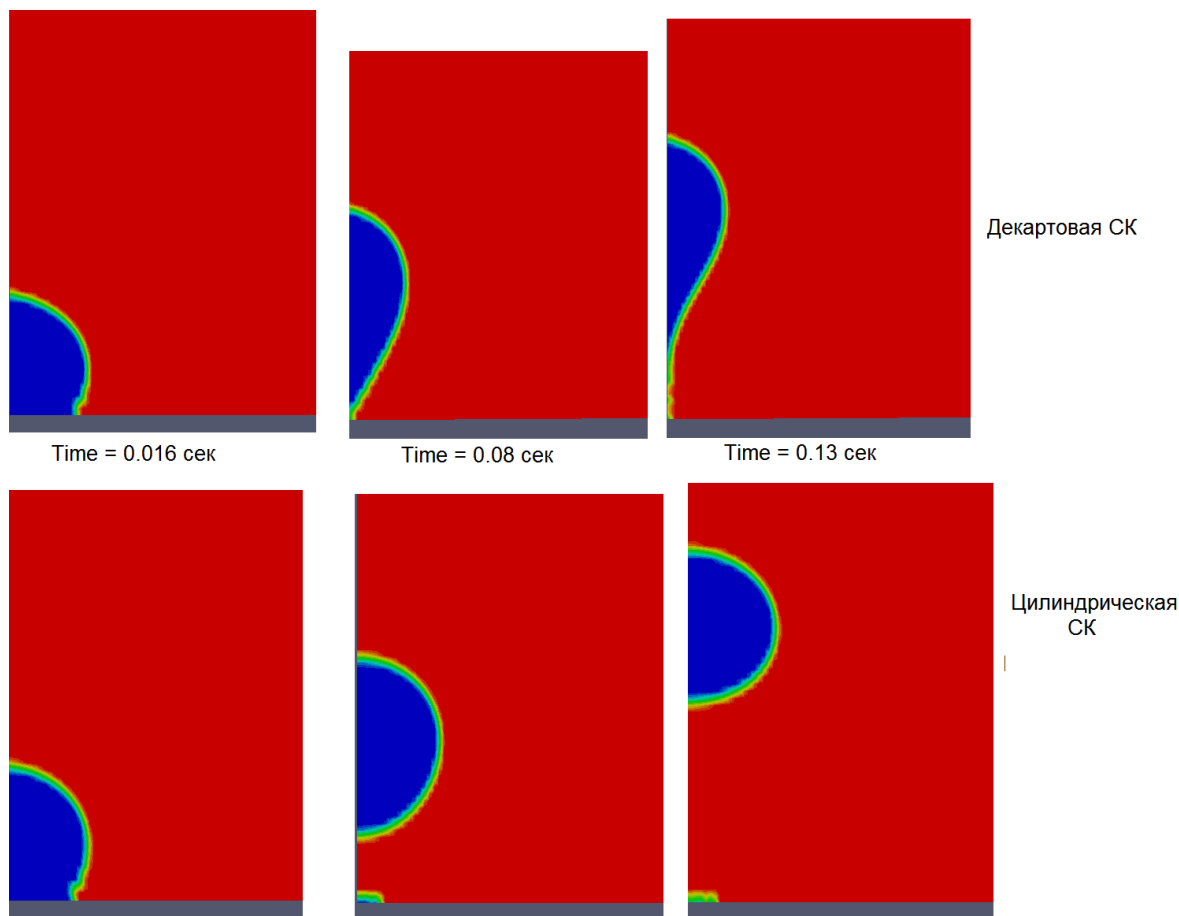 Декартовая СК
Time = 0.016 сек
Time = 0.08 сек
Time = 0.13 сек
Цилиндрическая
СК